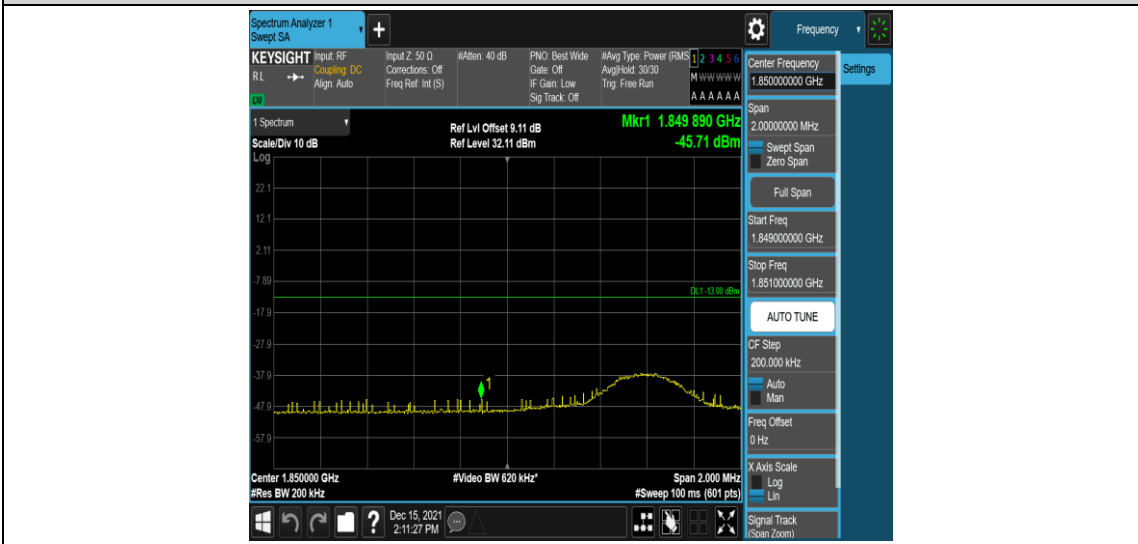 Spectrum Analyzer 1
Swept SA
+
Frequency
KEYSIGHT
RL
LXI
Input: RF
Coupling: DC
Align: Auto
Input Z: 50 Ω
Corrections: Off
Freq Ref: Int (S)
#Atten: 40 dB
PNO: Best Wide
Gate: Off
IF Gain: Low
Sig Track: Off
#Avg Type: Power (RMS
Avg|Hold: 30/30
Trig: Free Run
1 2 3 4 5 6
M W W W W W
A A A A A A
Center Frequency
1.850000000 GHz
Settings
Span
2.00000000 MHz
Swept Span
Zero Span
Full Span
Start Freq
1.849000000 GHz
Stop Freq
1.851000000 GHz
AUTO TUNE
CF Step
200.000 kHz
Auto
Man
Freq Offset
0 Hz
X Axis Scale
Log
Lin
Signal Track
(Span Zoom)
1 Spectrum
Scale/Div 10 dB
Log
Ref Lvl Offset 9.11 dB
Ref Level 32.11 dBm
Mkr1 1.849 890 GHz
-45.71 dBm
22.1
12.1
2.11
-7.89
DL1 -13.00 dBm
-17.9
-27.9
-37.9
1
-47.9
-57.9
Center 1.850000 GHz
#Video BW 620 kHz*
Span 2.000 MHz
#Res BW 200 kHz
#Sweep 100 ms (601 pts)
?
Dec 15, 2021
2:11:27 PM